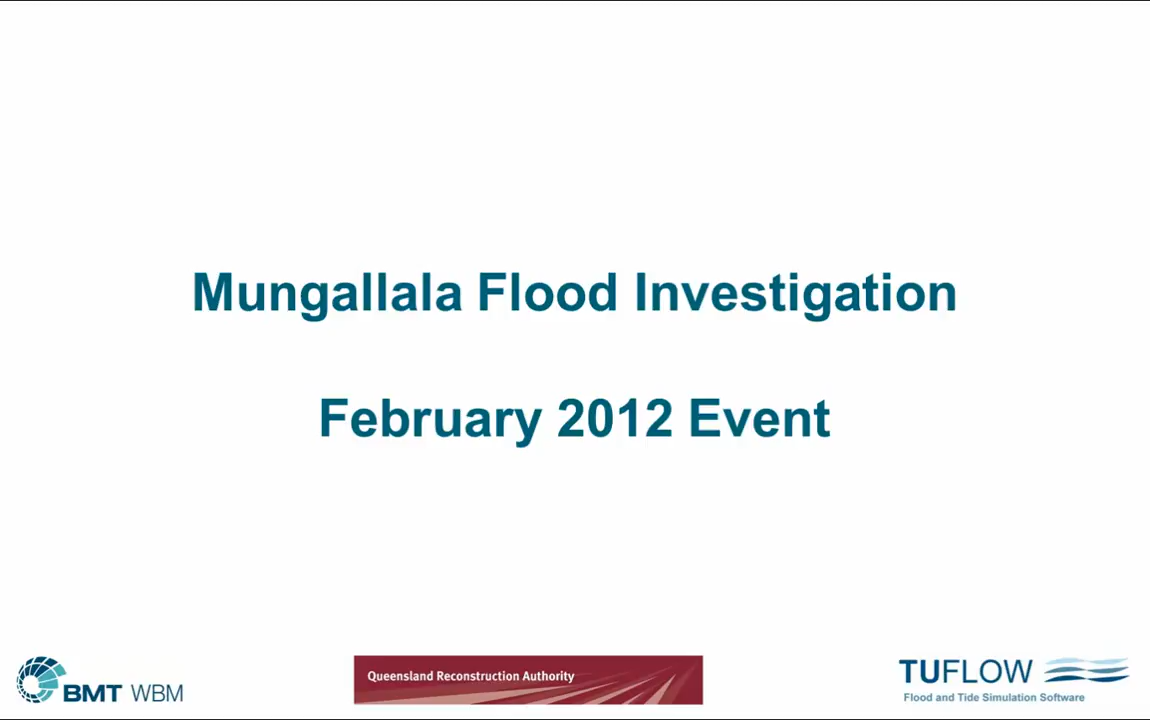 Mungallala Flood Investigation
February 2012 Event
BMT WBM
Queensland Reconstruction Authority
TUFLOW
Flood and Tide Simulation Software